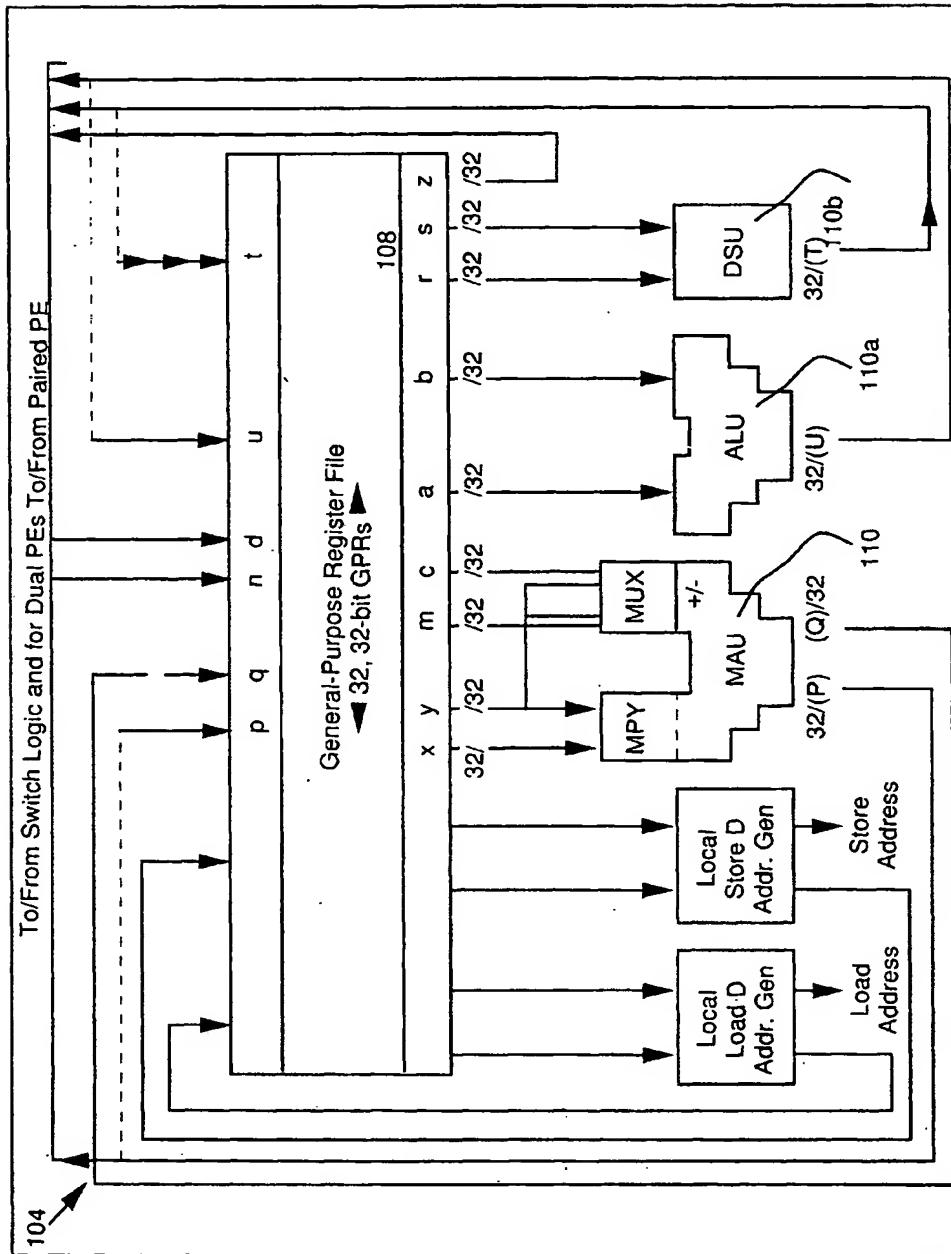 104
To/From Switch Logic and for Dual PEs To/From Paired PE
p q n d u t
General-Purpose Register File
◄ 32, 32-bit GPRs ►
108
x y m c a b r s z
32/ /32 /32 /32 /32 /32 /32 /32 /32
Local
Load D
Addr. Gen
Load
Address
Local
Store D
Addr. Gen
Store
Address
MPY
MUX
+/-
MAU
32/(P) (Q)/32
110
ALU
32/(U)
110a
DSU
32/(T)
110b